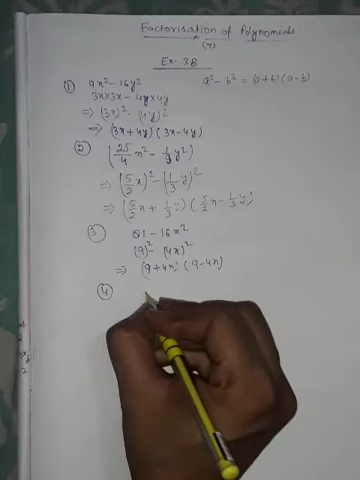 Factorisation of Polynomials
Ex-3B
a² - b² = (a+b) (a-b)
① 9x² - 16y²
3x×3x - 4y×4y
⇒ (3x)² - (4y)²
⇒ (3x+4y) (3x-4y)
② (25/4 x² - 1/9 y²)
⇒ (5/2 x)² - (1/3 y)²
⇒ (5/2 x + 1/3 y) (5/2 x - 1/3 y)
③ 81 - 16x²
(9)² - (4x)²
⇒ (9+4x) (9-4x)
④